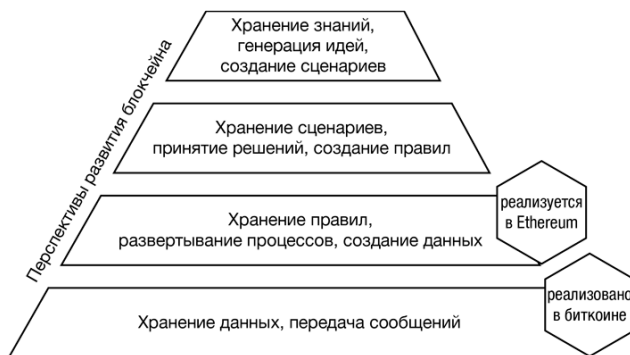 Перспективы развития блокчейна
Хранение знаний,
генерация идей,
создание сценариев
Хранение сценариев,
принятие решений, создание правил
Хранение правил,
развертывание процессов, создание данных
реализуется
в Ethereum
Хранение данных, передача сообщений
реализовано
в биткоине